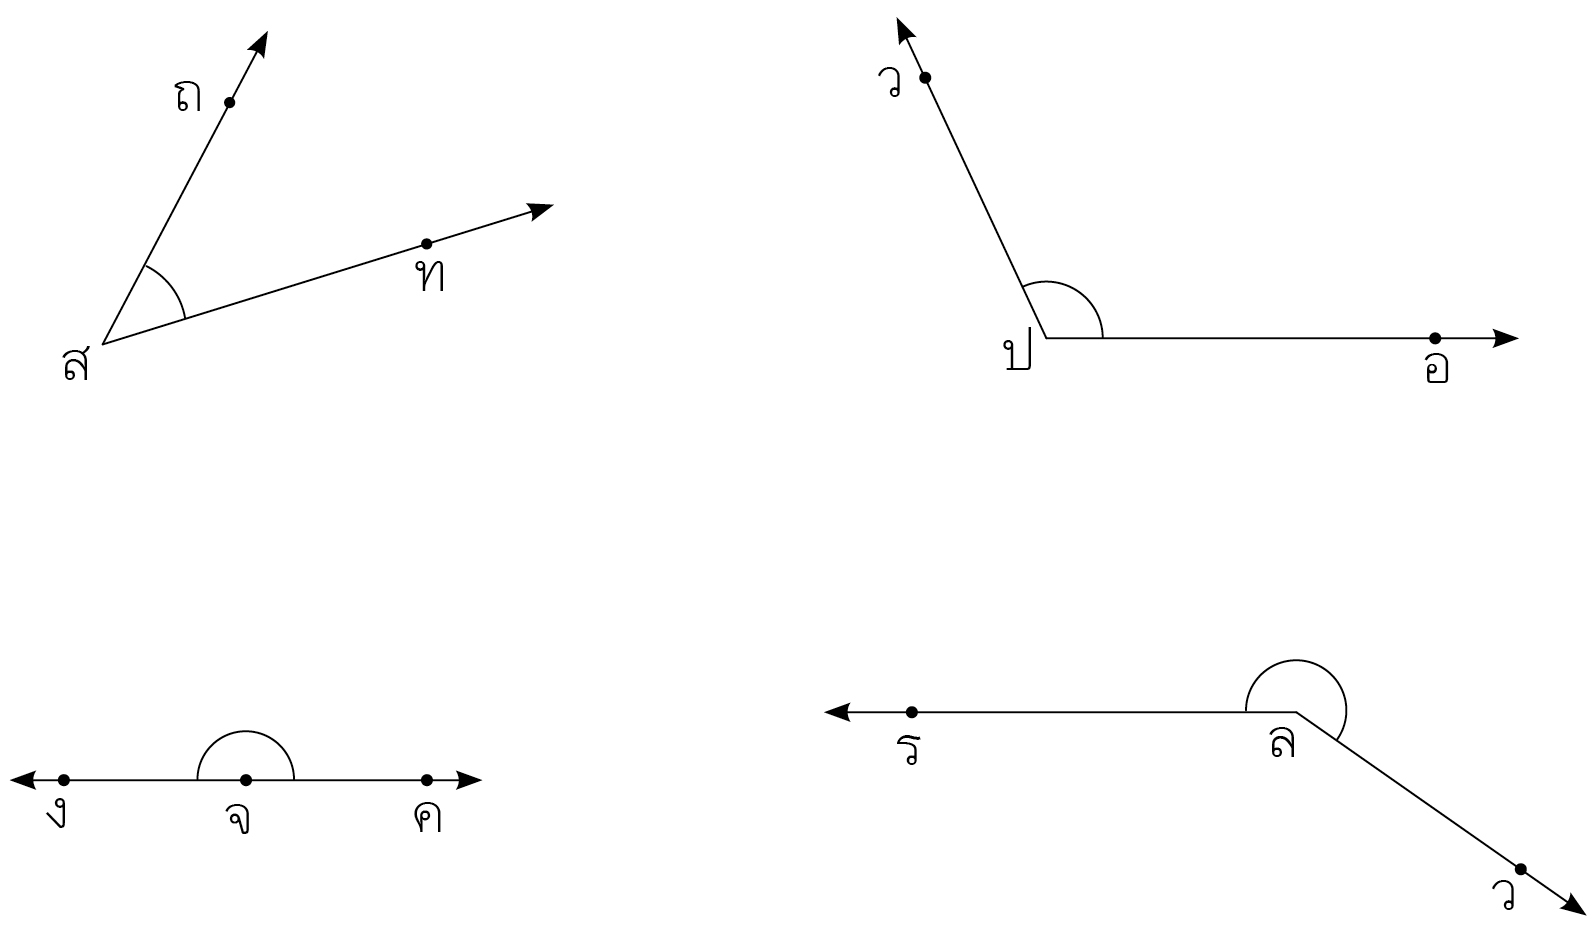 ถ
ท
ส
ว
ป
อ
ง
จ
ค
ร
ล
ว